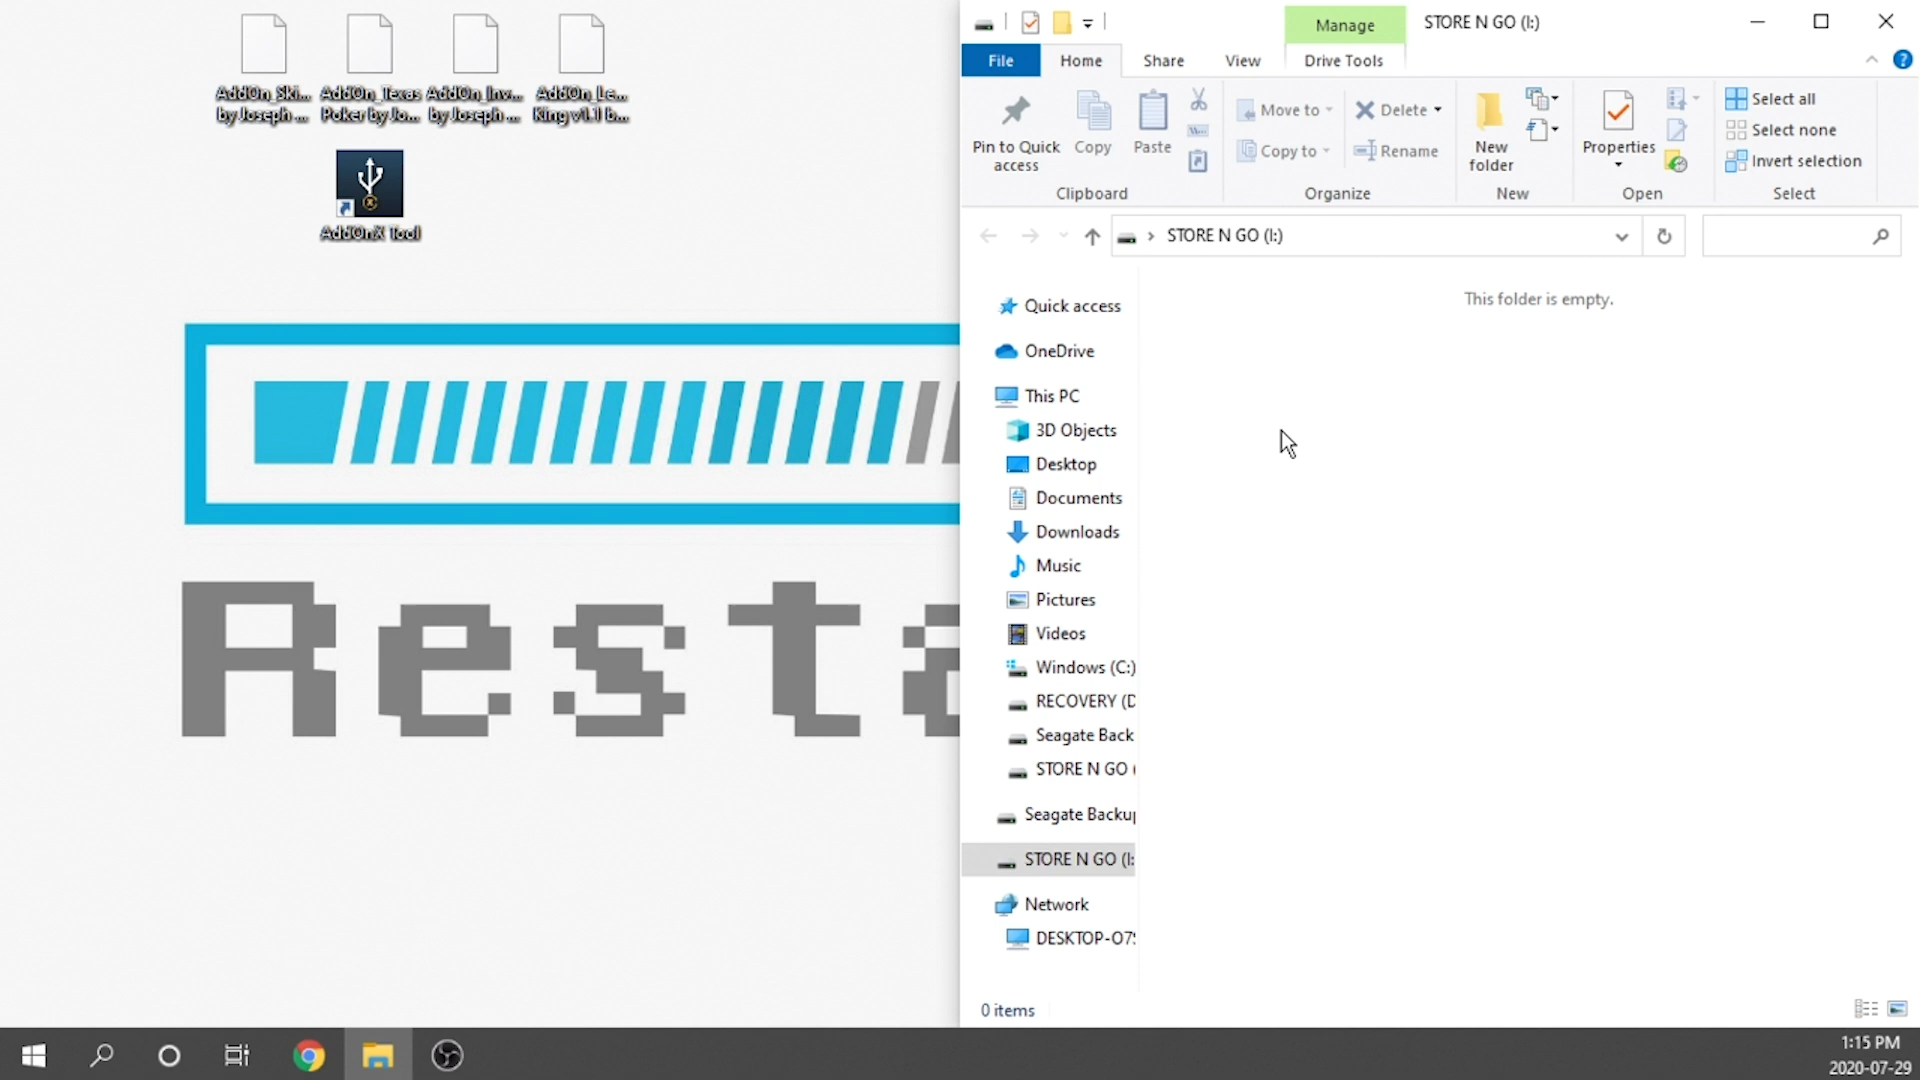 AddOn_Ski...
by Joseph ...
AddOn_Texas
Poker by Jo...
AddOn_Inv...
by Joseph ...
AddOn_Le...
King v1.1 b...
AddOnX Tool
Resta
Manage
STORE N GO (I:)
File
Home
Share
View
Drive Tools
Pin to Quick
access
Copy
Paste
Clipboard
Move to
Copy to
Delete
Rename
Organize
New
folder
New
Properties
Open
Select all
Select none
Invert selection
Select
STORE N GO (I:)
This folder is empty.
Quick access
OneDrive
This PC
3D Objects
Desktop
Documents
Downloads
Music
Pictures
Videos
Windows (C:)
RECOVERY (D
Seagate Back
STORE N GO (
Seagate Backup
STORE N GO (I:
Network
DESKTOP-O79
0 items
1:15 PM
2020-07-29